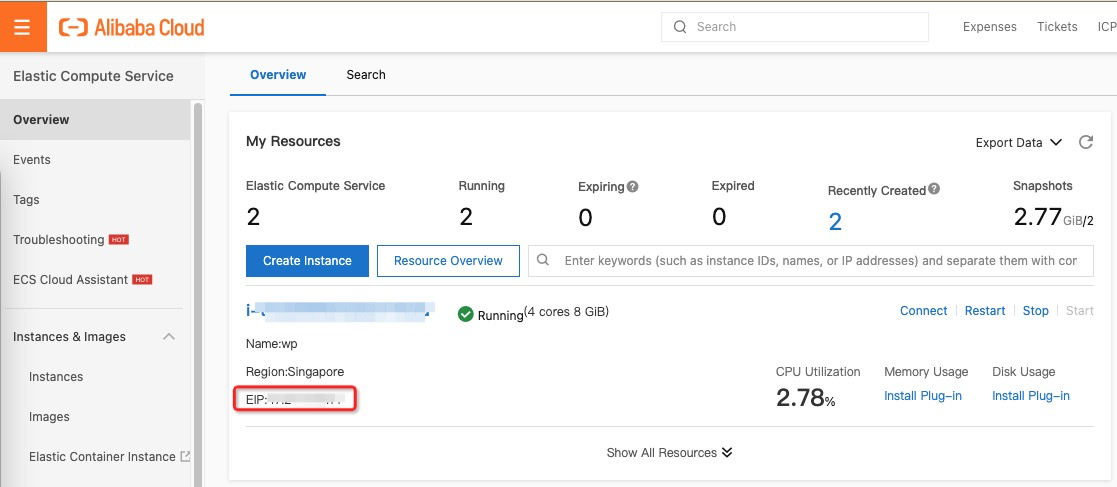 Alibaba Cloud
Search
Expenses
Tickets
ICP
Elastic Compute Service
Overview
Search
Overview
Events
Tags
Troubleshooting HOT
ECS Cloud Assistant HOT
Instances & Images
Instances
Images
Elastic Container Instance
My Resources
Export Data
Elastic Compute Service
2
Running
2
Expiring
0
Expired
0
Recently Created
2
Snapshots
2.77 GiB/2
Create Instance
Resource Overview
Enter keywords (such as instance IDs, names, or IP addresses) and separate them with con
i-
Running(4 cores 8 GiB)
Connect
Restart
Stop
Start
Name:wp
Region:Singapore
EIP:
CPU Utilization
2.78%
Memory Usage
Install Plug-in
Disk Usage
Install Plug-in
Show All Resources